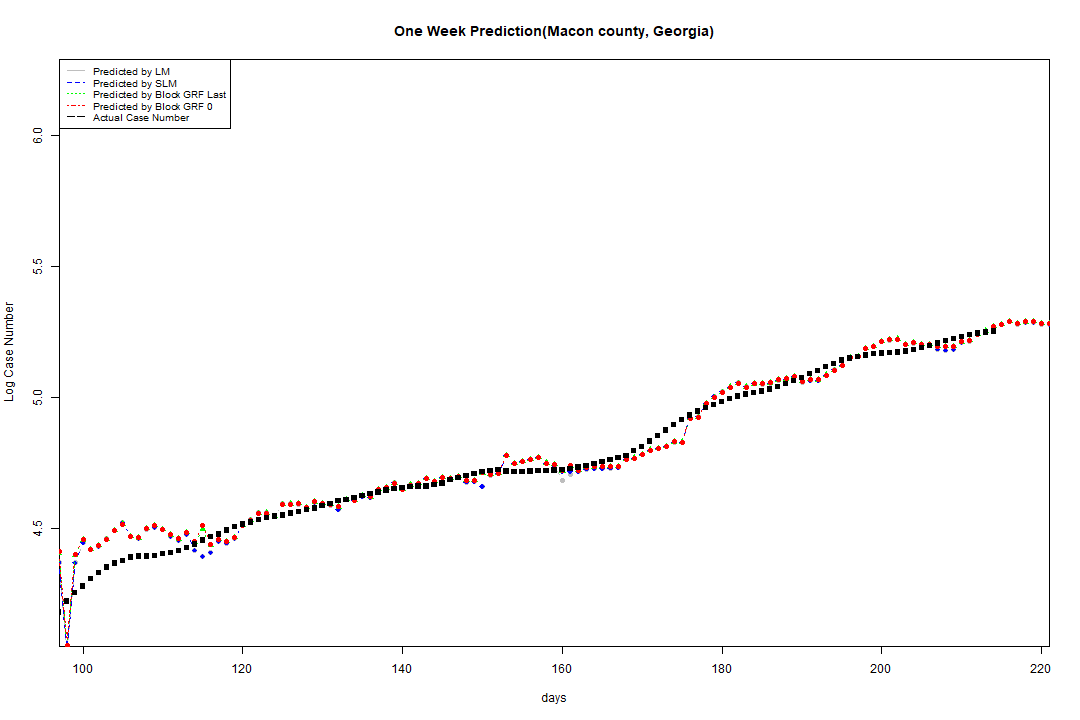 One Week Prediction(Macon county, Georgia)
Predicted by LM
Predicted by SLM
Predicted by Block GRF Last
Predicted by Block GRF 0
Actual Case Number
6.0
5.5
5.0
4.5
Log Case Number
100 120 140 160 180 200 220
days